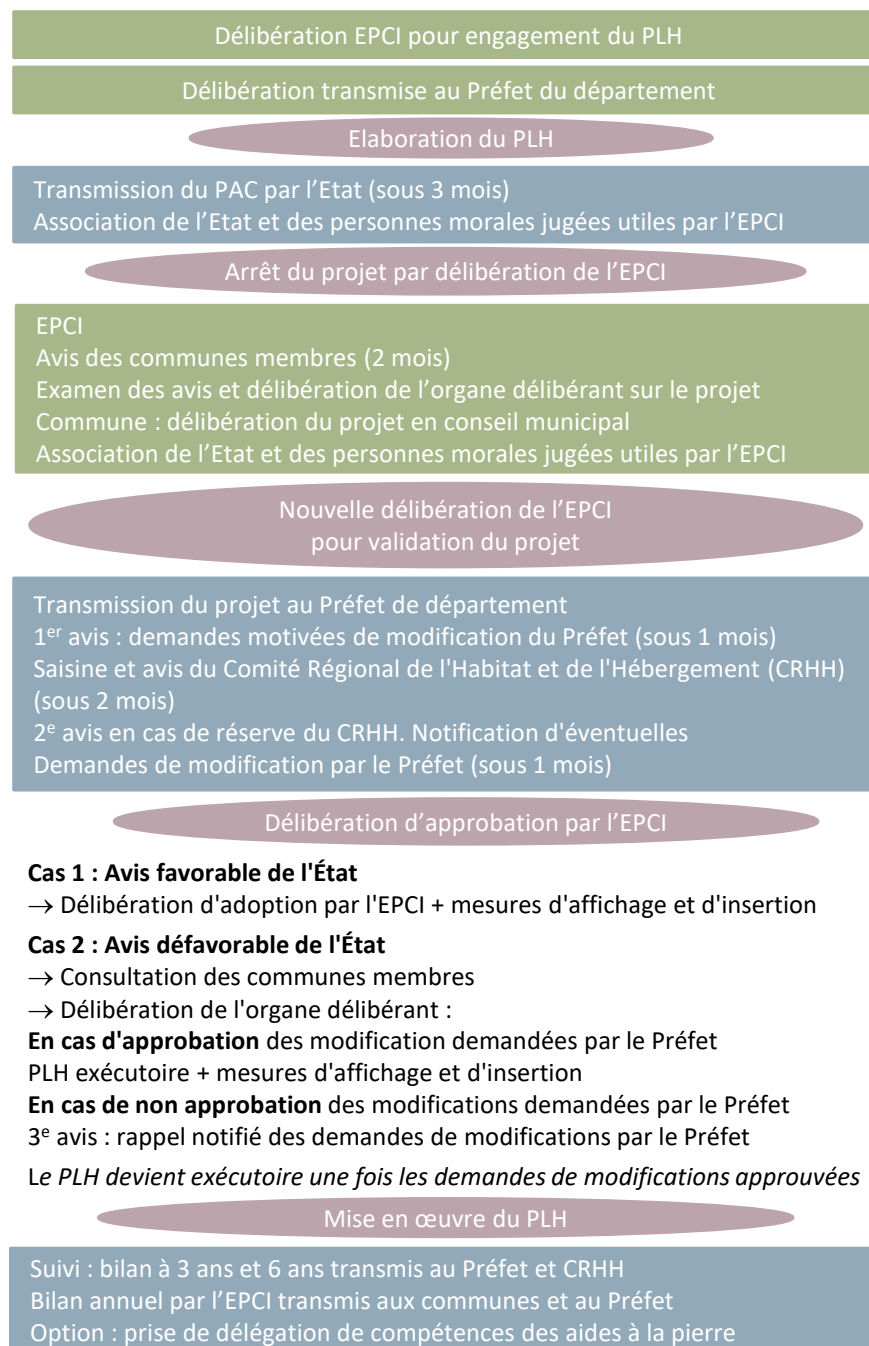 Délibération EPCI pour engagement du PLH
Délibération transmise au Préfet du département
Elaboration du PLH
Transmission du PAC par l’Etat (sous 3 mois)
Association de l’Etat et des personnes morales jugées utiles par l’EPCI
Arrêt du projet par délibération de l’EPCI
EPCI
Avis des communes membres (2 mois)
Examen des avis et délibération de l’organe délibérant sur le projet
Commune : délibération du projet en conseil municipal
Association de l’Etat et des personnes morales jugées utiles par l’EPCI
Nouvelle délibération de l’EPCI
pour validation du projet
Transmission du projet au Préfet de département
1er avis : demandes motivées de modification du Préfet (sous 1 mois)
Saisine et avis du Comité Régional de l'Habitat et de l'Hébergement (CRHH)
(sous 2 mois)
2e avis en cas de réserve du CRHH. Notification d'éventuelles
Demandes de modification par le Préfet (sous 1 mois)
Délibération d’approbation par l’EPCI
Cas 1 : Avis favorable de l'État
→ Délibération d'adoption par l'EPCI + mesures d'affichage et d'insertion
Cas 2 : Avis défavorable de l'État
→ Consultation des communes membres
→ Délibération de l'organe délibérant :
En cas d'approbation des modification demandées par le Préfet
PLH exécutoire + mesures d'affichage et d'insertion
En cas de non approbation des modifications demandées par le Préfet
3e avis : rappel notifié des demandes de modifications par le Préfet
Le PLH devient exécutoire une fois les demandes de modifications approuvées
Mise en œuvre du PLH
Suivi : bilan à 3 ans et 6 ans transmis au Préfet et CRHH
Bilan annuel par l’EPCI transmis aux communes et au Préfet
Option : prise de délégation de compétences des aides à la pierre